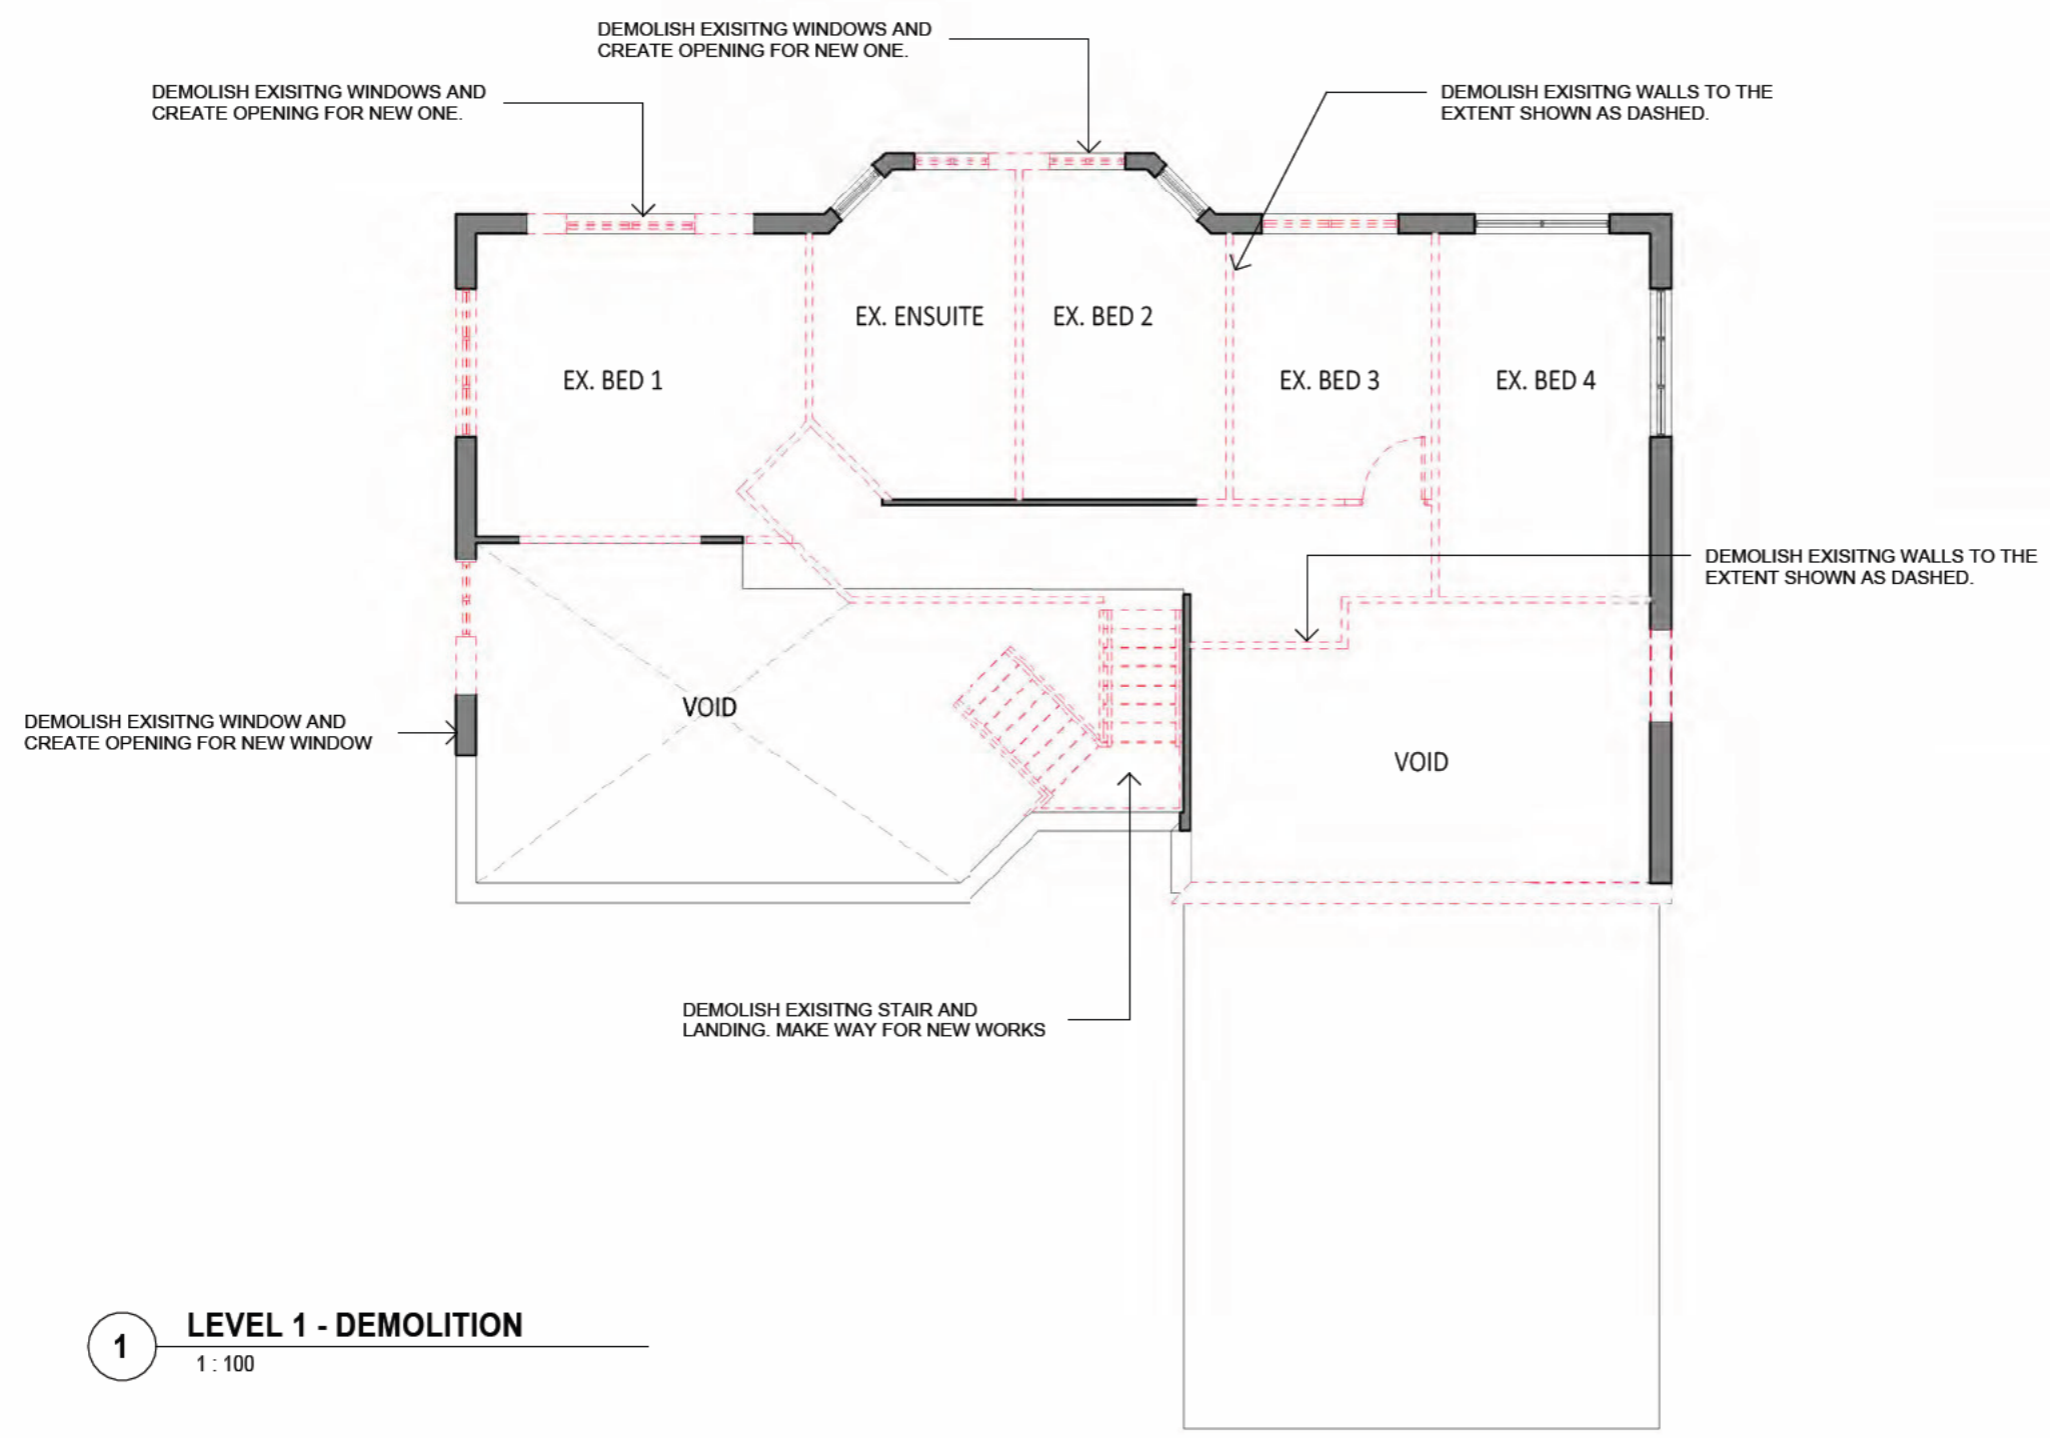 DEMOLISH EXISITNG WINDOWS AND
CREATE OPENING FOR NEW ONE.
DEMOLISH EXISITNG WINDOWS AND
CREATE OPENING FOR NEW ONE.
DEMOLISH EXISITNG WALLS TO THE
EXTENT SHOWN AS DASHED.
EX. ENSUITE
EX. BED 2
EX. BED 1
EX. BED 3
EX. BED 4
DEMOLISH EXISITNG WALLS TO THE
EXTENT SHOWN AS DASHED.
VOID
DEMOLISH EXISITNG WINDOW AND
CREATE OPENING FOR NEW WINDOW
VOID
DEMOLISH EXISITNG STAIR AND
LANDING. MAKE WAY FOR NEW WORKS
1
LEVEL 1 - DEMOLITION
1 : 100